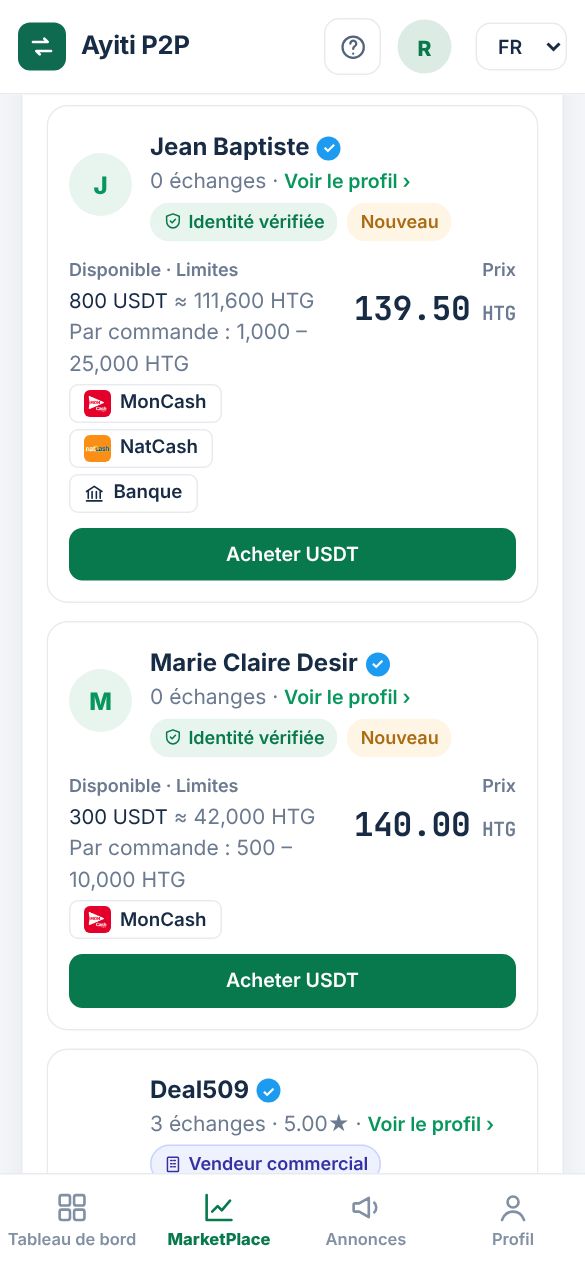 Ayiti P2P
R
FR
J
Jean Baptiste
0 échanges · Voir le profil ›
Identité vérifiée
Nouveau
Disponible · Limites
Prix
800 USDT ≈ 111,600 HTG
139.50 HTG
Par commande : 1,000 –
25,000 HTG
MonCash
NatCash
Banque
Acheter USDT
M
Marie Claire Desir
0 échanges · Voir le profil ›
Identité vérifiée
Nouveau
Disponible · Limites
Prix
300 USDT ≈ 42,000 HTG
140.00 HTG
Par commande : 500 –
10,000 HTG
MonCash
Acheter USDT
Deal509
3 échanges · 5.00★ · Voir le profil ›
Vendeur commercial
Tableau de bord
MarketPlace
Annonces
Profil